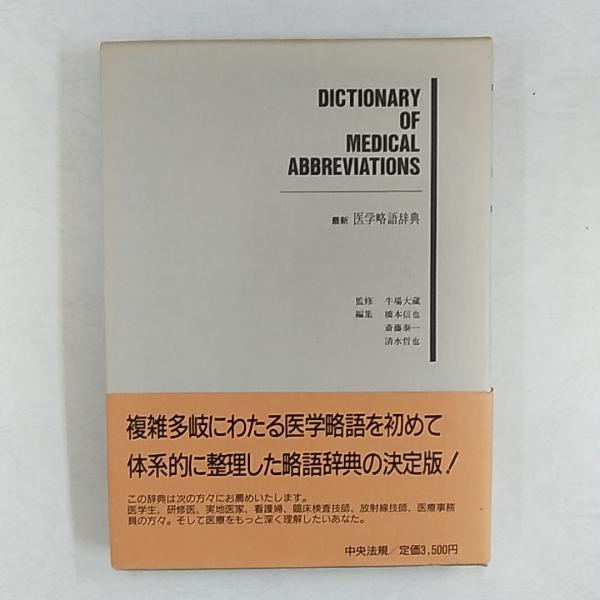 DICTIONARY
OF
MEDICAL
ABBREVIATIONS
最新 医学略語辞典
監修 牛場大蔵
編集 橋本信也
斎藤泰一
清水哲也
複雑多岐にわたる医学略語を初めて
体系的に整理した略語辞典の決定版!
この辞典は次の方々にお薦めいたします。
医学生、研修医、実地医家、看護婦、臨床検査技師、放射線技師、医療事務
員の方々。そして医療をもっと深く理解したいあなた。
中央法規/定価3,500円